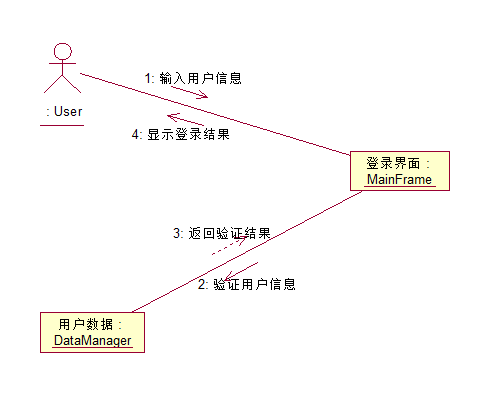 1: 输入用户信息
: User
4: 显示登录结果
登录界面 :
MainFrame
3: 返回验证结果
2: 验证用户信息
用户数据 :
DataManager